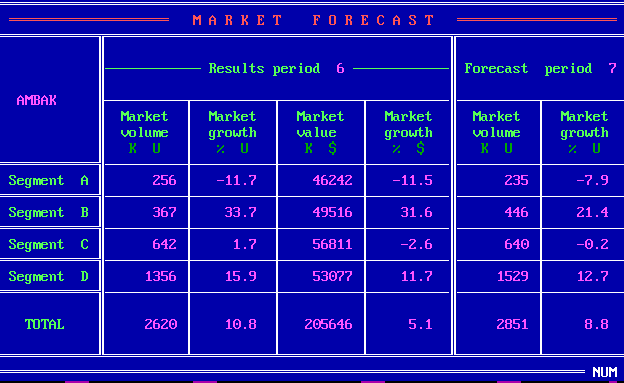 MARKET FORECAST
Results period 6 Forecast period 7
AMBAK
Market Market Market Market Market Market
volume growth value growth volume growth
K U % U K $ % $ K U % U
Segment A 256 -11.7 46242 -11.5 235 -7.9
Segment B 367 33.7 49516 31.6 446 21.4
Segment C 642 1.7 56811 -2.6 640 -0.2
Segment D 1356 15.9 53077 11.7 1529 12.7
TOTAL 2620 10.8 205646 5.1 2851 8.8
NUM